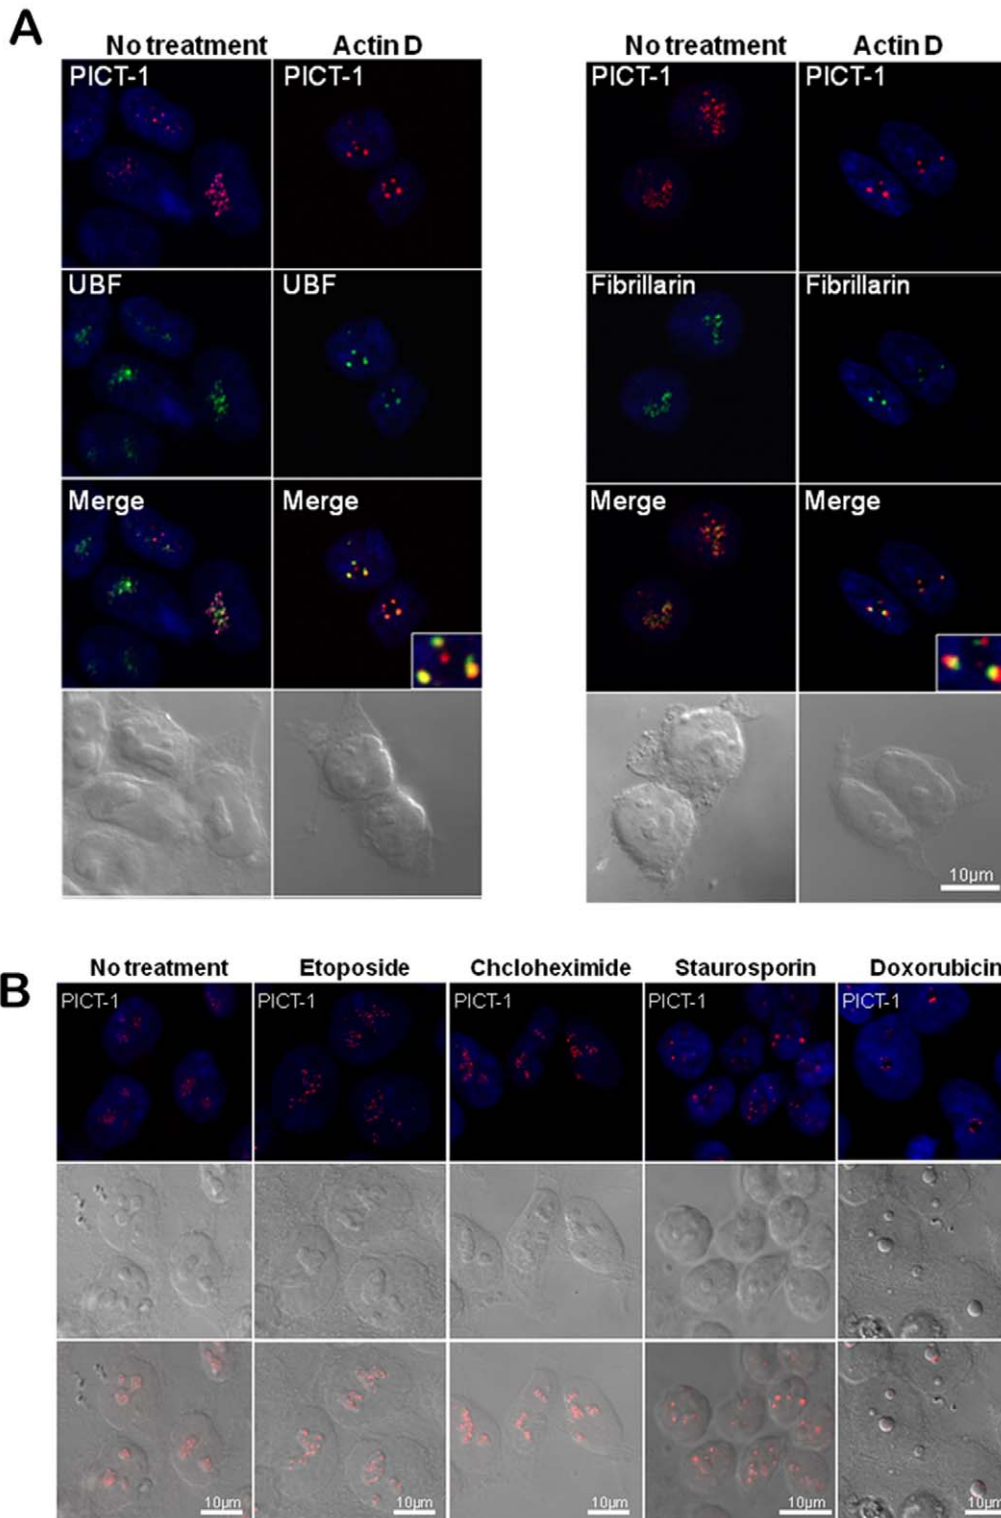 A
No treatment Actin D No treatment Actin D
PICT-1 PICT-1 PICT-1 PICT-1
UBF UBF Fibrillarin Fibrillarin
Merge Merge Merge Merge
10µm
B
No treatment Etoposide Chcloheximide Staurosporin Doxorubicin
PICT-1 PICT-1 PICT-1 PICT-1 PICT-1
10µm 10µm 10µm 10µm 10µm